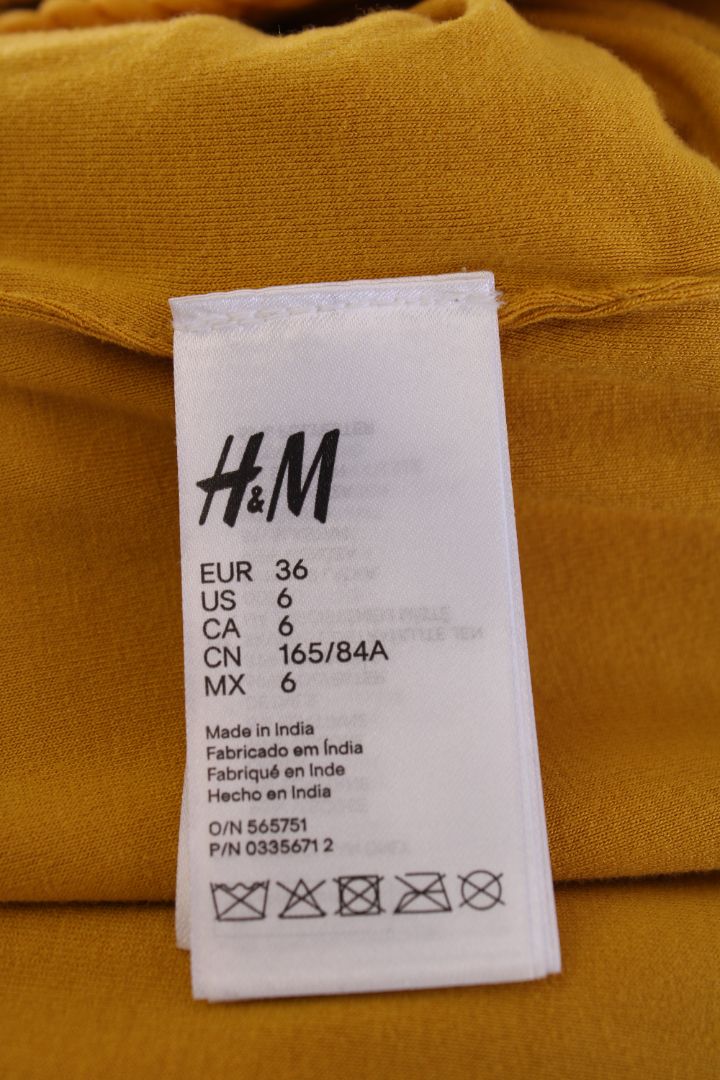 H&M
EUR 36
US 6
CA 6
CN 165/84A
MX 6
Made in India
Fabricado em Índia
Fabriqué en Inde
Hecho en India
O/N 565751
P/N 0335671 2